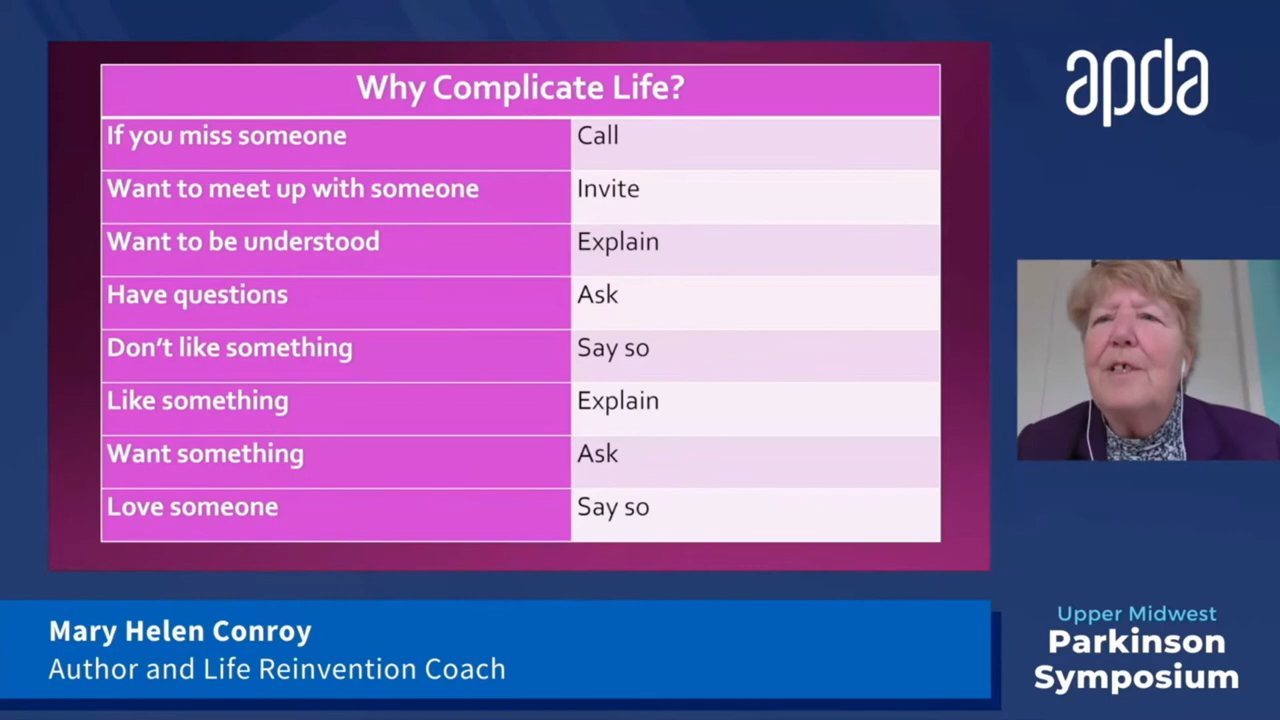 Why Complicate Life?
If you miss someone Call
Want to meet up with someone Invite
Want to be understood Explain
Have questions Ask
Don't like something Say so
Like something Explain
Want something Ask
Love someone Say so
apda
Mary Helen Conroy
Author and Life Reinvention Coach
Upper Midwest
Parkinson
Symposium